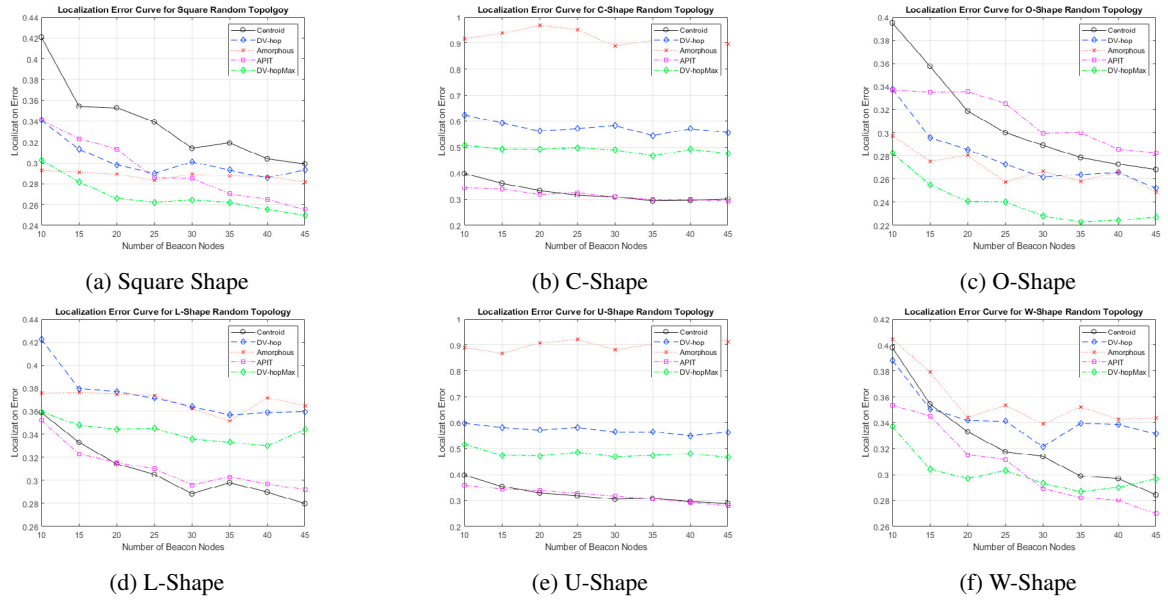 Localization Error Curve for Square Random Topolgoy
0.44
0.42
0.4
0.38
0.36
0.34
0.32
0.3
0.28
0.26
0.24
Localization Error
10 15 20 25 30 35 40 45
Number of Beacon Nodes
Centroid
DV-hop
Amorphous
APIT
DV-hopMax
(a) Square Shape
Localization Error Curve for C-Shape Random Topology
1
0.9
0.8
0.7
0.6
0.5
0.4
0.3
0.2
Localization Error
10 15 20 25 30 35 40 45
Number of Beacon Nodes
Centroid
DV-hop
Amorphous
APIT
DV-hopMax
(b) C-Shape
Localization Error Curve for O-Shape Random Topology
0.4
0.38
0.36
0.34
0.32
0.3
0.28
0.26
0.24
0.22
Localization Error
10 15 20 25 30 35 40 45
Number of Beacon Nodes
Centroid
DV-hop
Amorphous
APIT
DV-hopMax
(c) O-Shape
Localization Error Curve for L-Shape Random Topology
0.44
0.42
0.4
0.38
0.36
0.34
0.32
0.3
0.28
0.26
Localization Error
10 15 20 25 30 35 40 45
Number of Beacon Nodes
Centroid
DV-hop
Amorphous
APIT
DV-hopMax
(d) L-Shape
Localization Error Curve for U-Shape Random Topology
1
0.9
0.8
0.7
0.6
0.5
0.4
0.3
0.2
Localization Error
10 15 20 25 30 35 40 45
Number of Beacon Nodes
Centroid
DV-hop
Amorphous
APIT
DV-hopMax
(e) U-Shape
Localization Error Curve for W-Shape Random Topology
0.42
0.4
0.38
0.36
0.34
0.32
0.3
0.28
0.26
Localization Error
10 15 20 25 30 35 40 45
Number of Beacon Nodes
Centroid
DV-hop
Amorphous
APIT
DV-hopMax
(f) W-Shape